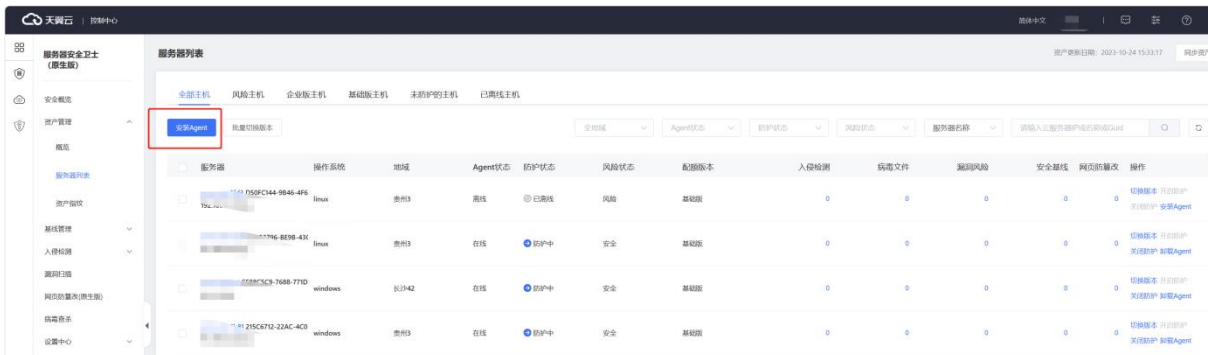 天翼云 | 控制中心
简体中文
服务器安全卫士
(原生版)
安全概览
资产管理
概览
服务器列表
资产指纹
基线管理
入侵检测
漏洞扫描
网页防篡改(原生版)
病毒查杀
设置中心
服务器列表
资产更新日期: 2023-10-24 15:33:17
同步资产
全部主机 风险主机 企业版主机 基础版主机 未防护的主机 已离线主机
安装Agent 批量切换版本 全地域 Agent状态 防护状态 风险状态 服务器名称 请输入云服务器IP或名称或Guid
服务器 操作系统 地域 Agent状态 防护状态 风险状态 配额版本 入侵检测 病毒文件 漏洞风险 安全基线 网页防篡改 操作
D50FC144-9846-4F6 linux 贵州3 离线 已离线 风险 基础版 0 0 0 0 0 切换版本 开启防护
关闭防护 安装Agent
linux 贵州3 在线 防护中 安全 基础版 0 0 0 0 0 切换版本 开启防护
关闭防护 卸载Agent
windows 长沙42 在线 防护中 安全 基础版 0 0 0 0 0 切换版本 开启防护
关闭防护 卸载Agent
215C6712-22AC-4C0 windows 贵州3 在线 防护中 安全 基础版 0 0 0 0 0 切换版本 开启防护
关闭防护 卸载Agent